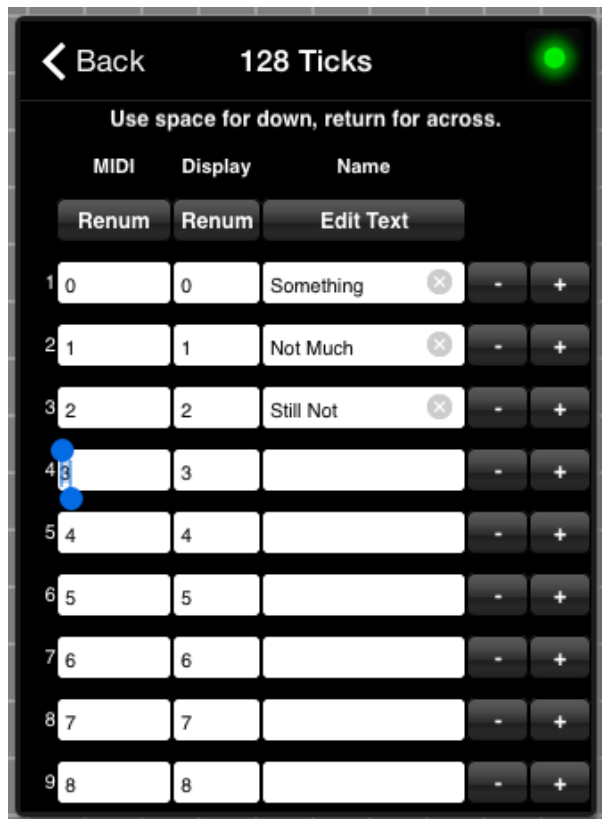 Back 128 Ticks
Use space for down, return for across.
MIDI Display Name
Renum Renum Edit Text
1 0 0 Something - +
2 1 1 Not Much - +
3 2 2 Still Not - +
4 3 3 - +
5 4 4 - +
6 5 5 - +
7 6 6 - +
8 7 7 - +
9 8 8 - +